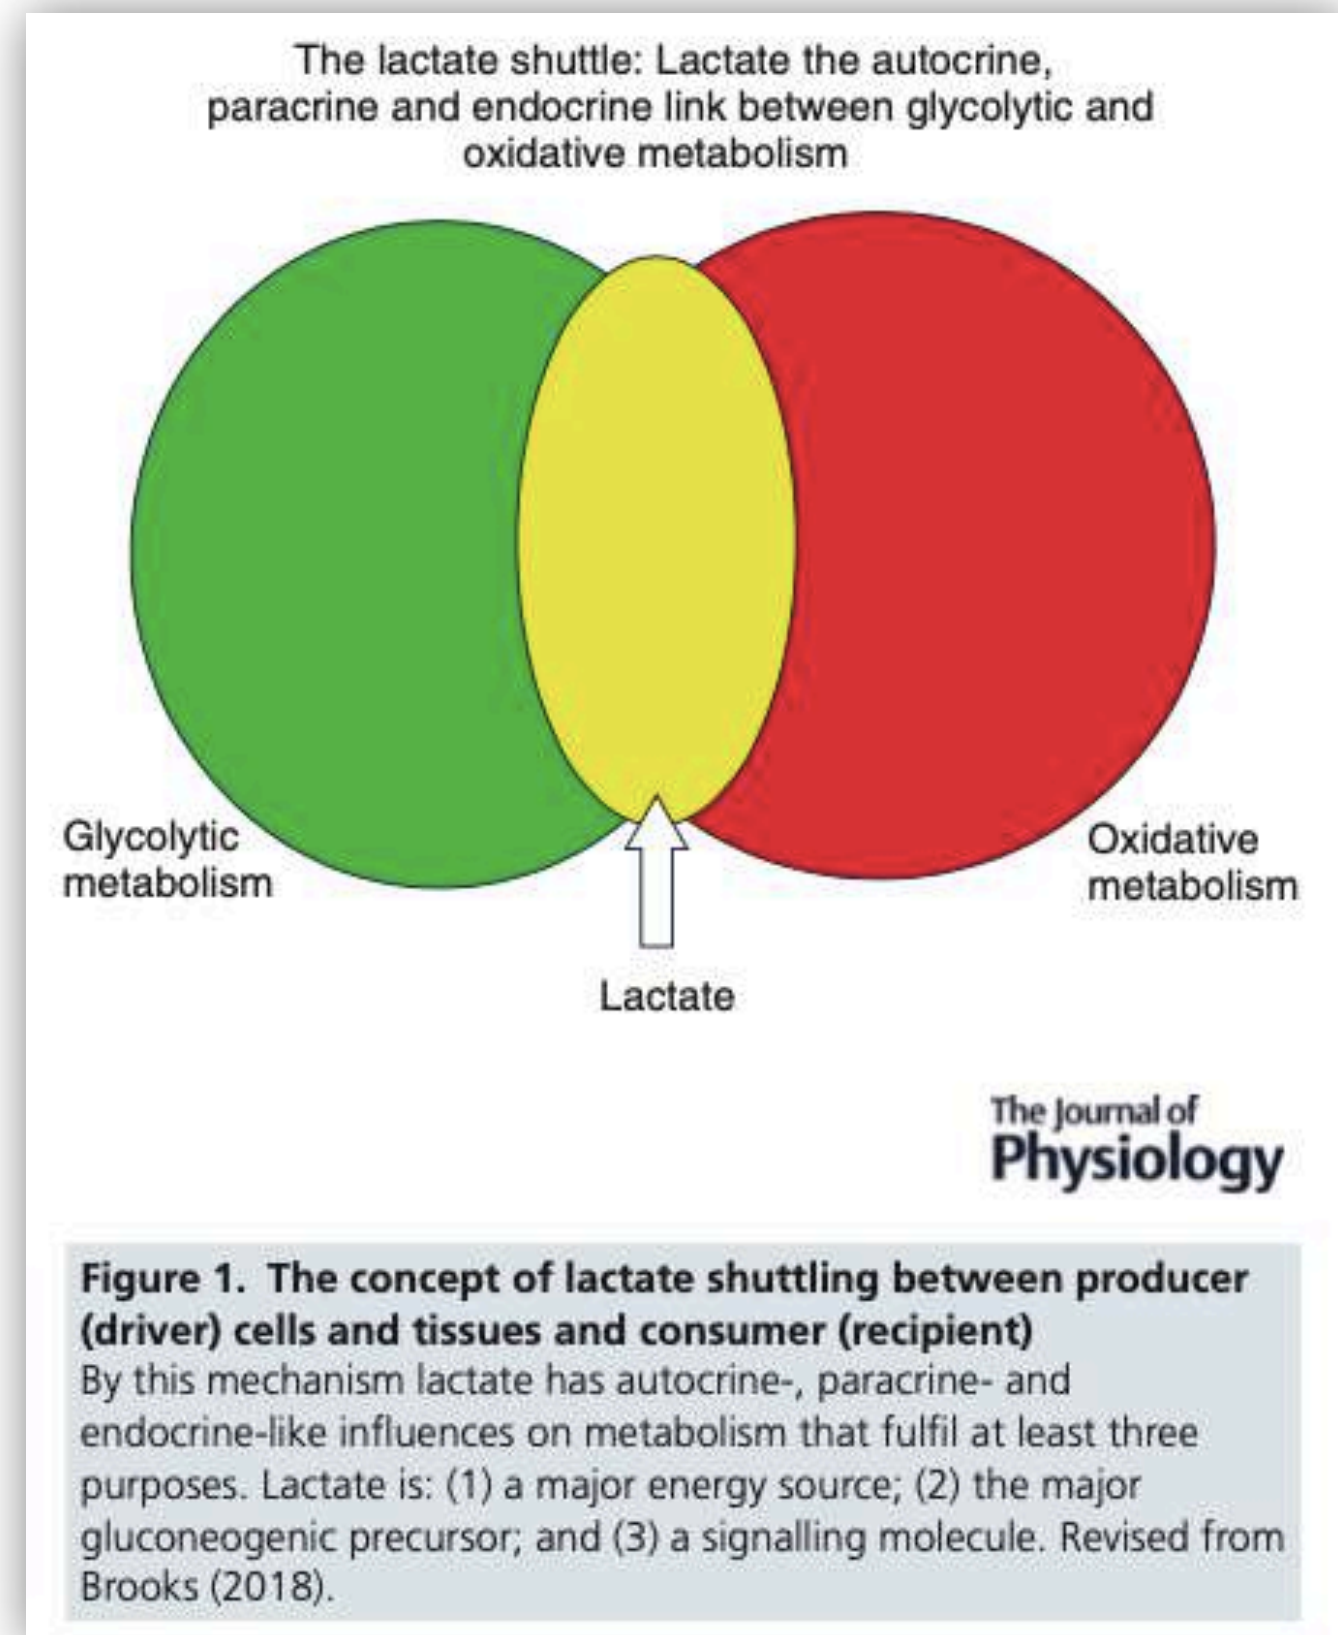 The lactate shuttle: Lactate the autocrine,
paracrine and endocrine link between glycolytic and
oxidative metabolism
Glycolytic
metabolism
Oxidative
metabolism
Lactate
The Journal of
Physiology
Figure 1. The concept of lactate shuttling between producer
(driver) cells and tissues and consumer (recipient)
By this mechanism lactate has autocrine-, paracrine- and
endocrine-like influences on metabolism that fulfil at least three
purposes. Lactate is: (1) a major energy source; (2) the major
gluconeogenic precursor; and (3) a signalling molecule. Revised from
Brooks (2018).